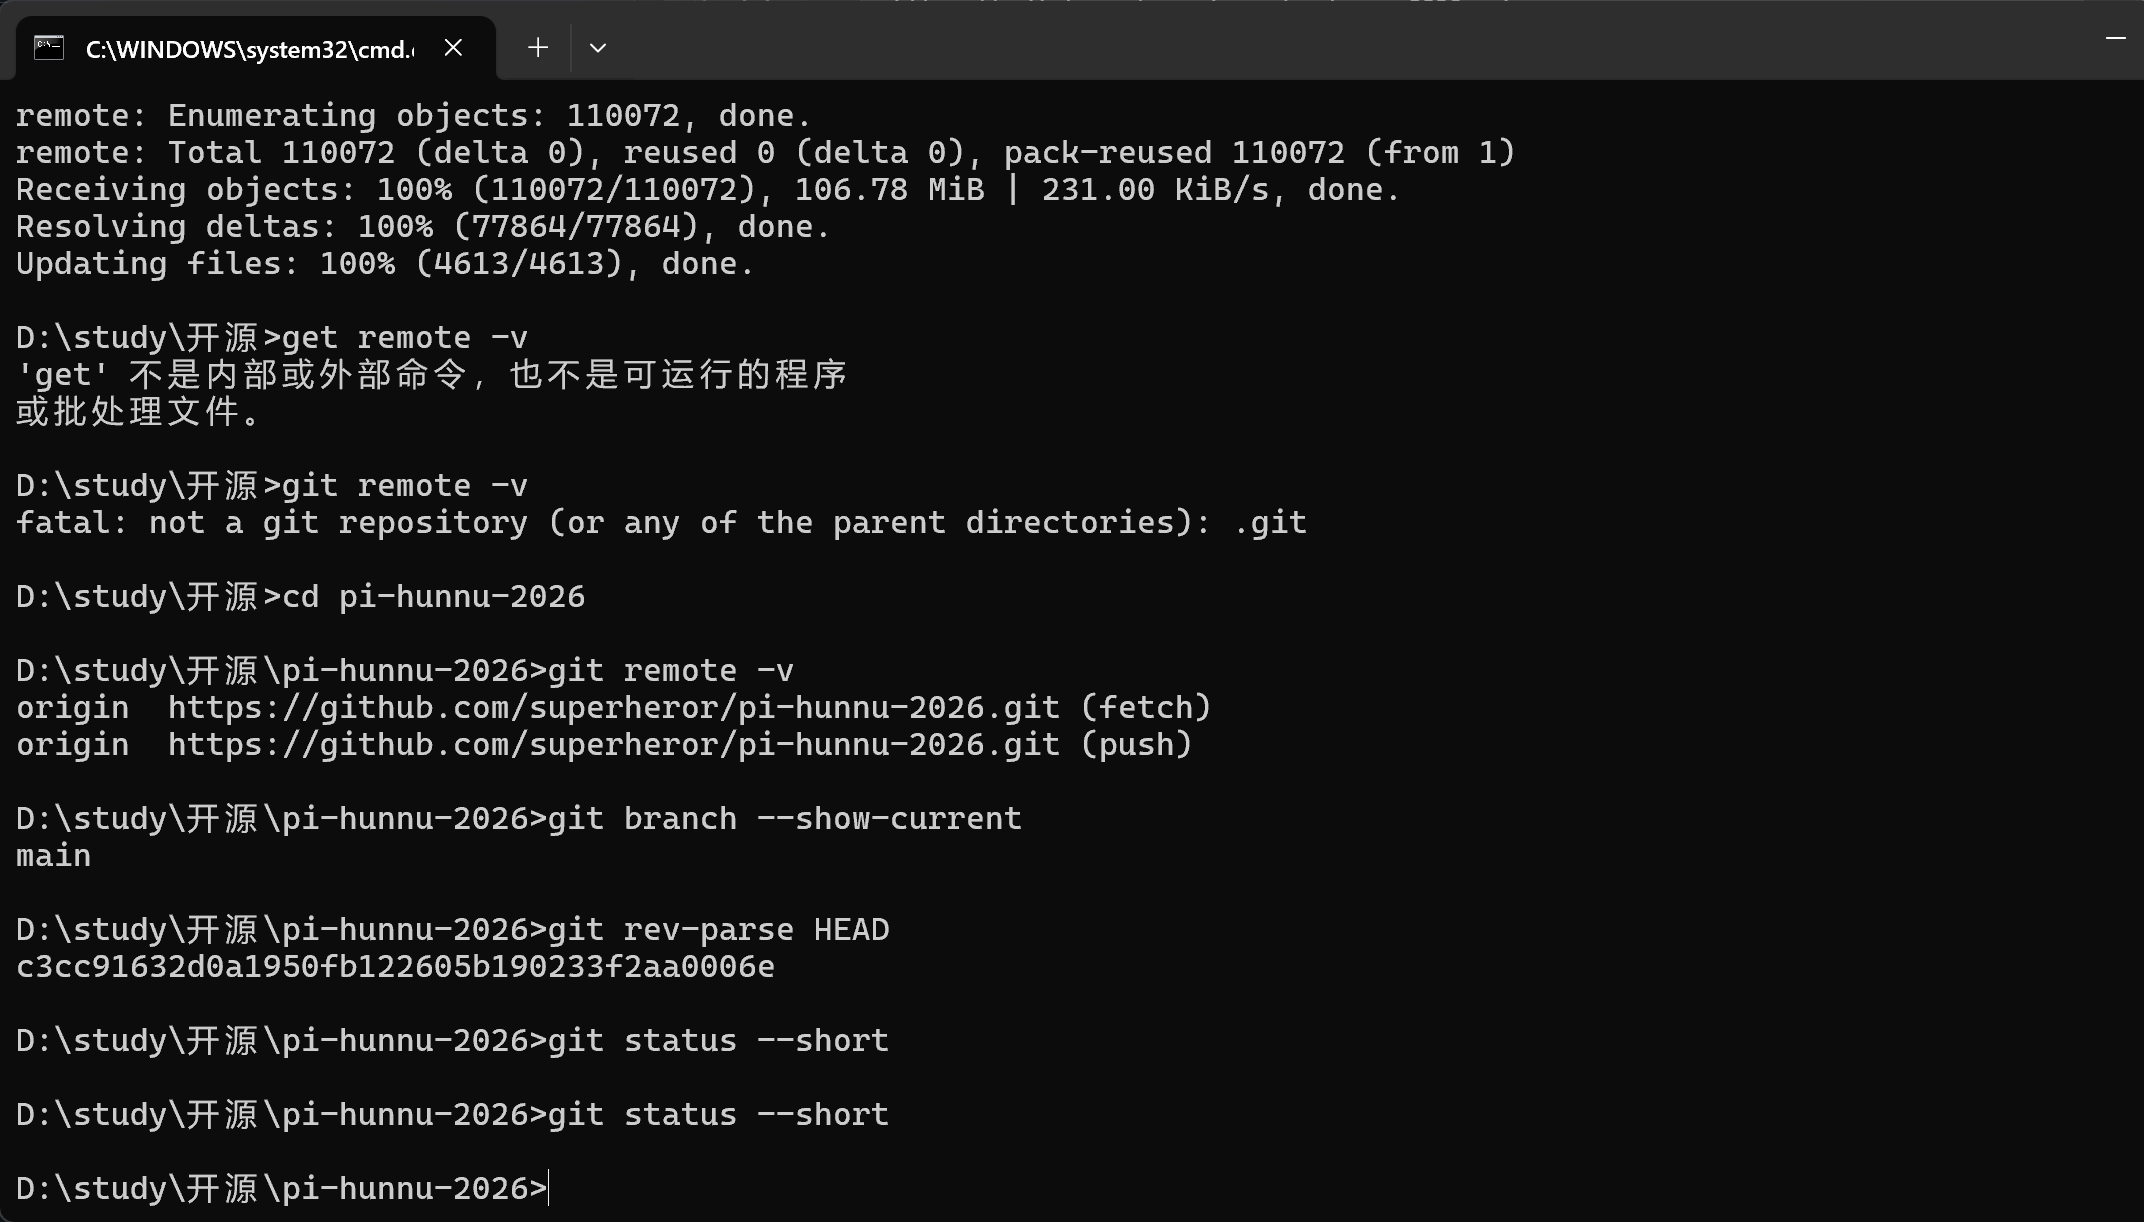 C:\WINDOWS\system32\cmd.
remote: Enumerating objects: 110072, done.
remote: Total 110072 (delta 0), reused 0 (delta 0), pack-reused 110072 (from 1)
Receiving objects: 100% (110072/110072), 106.78 MiB | 231.00 KiB/s, done.
Resolving deltas: 100% (77864/77864), done.
Updating files: 100% (4613/4613), done.
D:\study\开源>get remote -v
'get' 不是内部或外部命令，也不是可运行的程序
或批处理文件。
D:\study\开源>git remote -v
fatal: not a git repository (or any of the parent directories): .git
D:\study\开源>cd pi-hunnu-2026
D:\study\开源\pi-hunnu-2026>git remote -v
origin  https://github.com/superheror/pi-hunnu-2026.git (fetch)
origin  https://github.com/superheror/pi-hunnu-2026.git (push)
D:\study\开源\pi-hunnu-2026>git branch --show-current
main
D:\study\开源\pi-hunnu-2026>git rev-parse HEAD
c3cc91632d0a1950fb122605b190233f2aa0006e
D:\study\开源\pi-hunnu-2026>git status --short
D:\study\开源\pi-hunnu-2026>git status --short
D:\study\开源\pi-hunnu-2026>